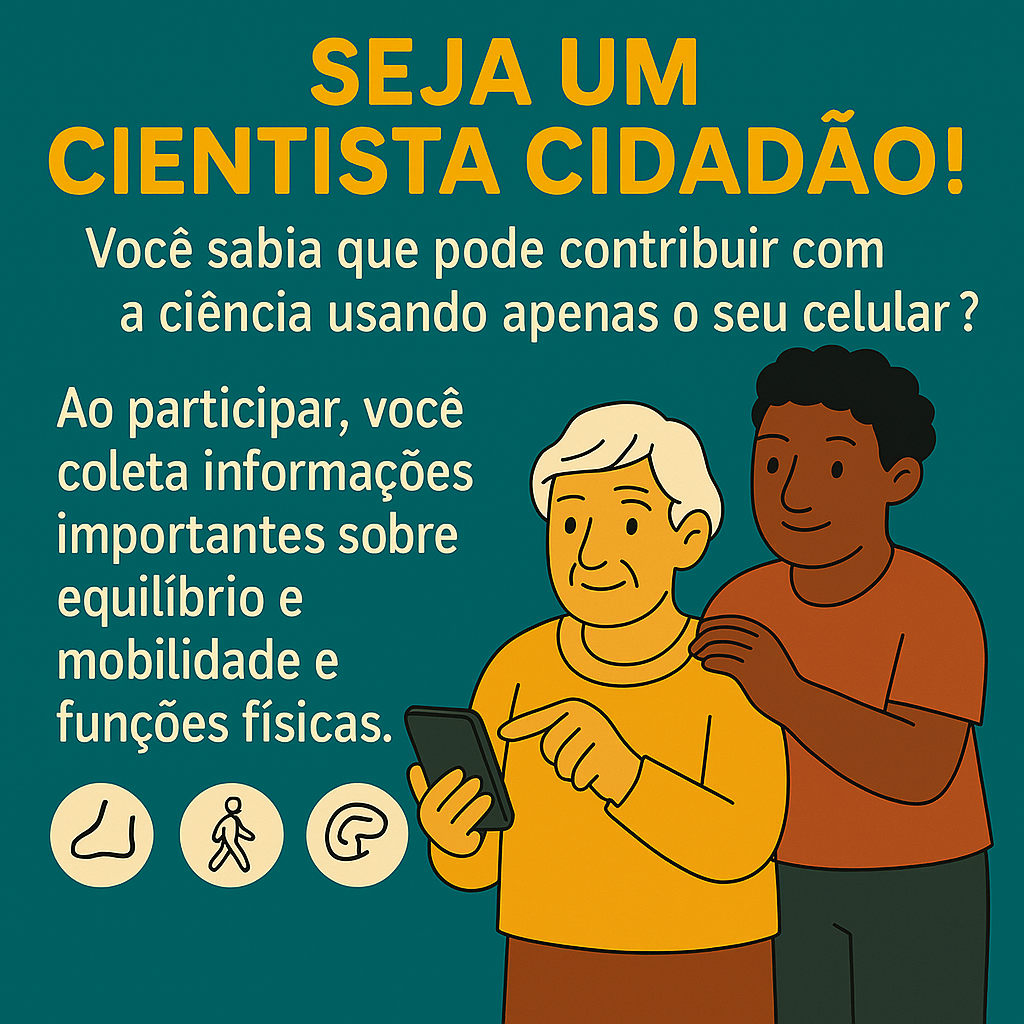 SEJA UM
CIENTISTA CIDADÃO!
Você sabia que pode contribuir com
a ciência usando apenas o seu celular?
Ao participar, você
coleta informações
importantes sobre
equilíbrio e
mobilidade e
funções físicas.